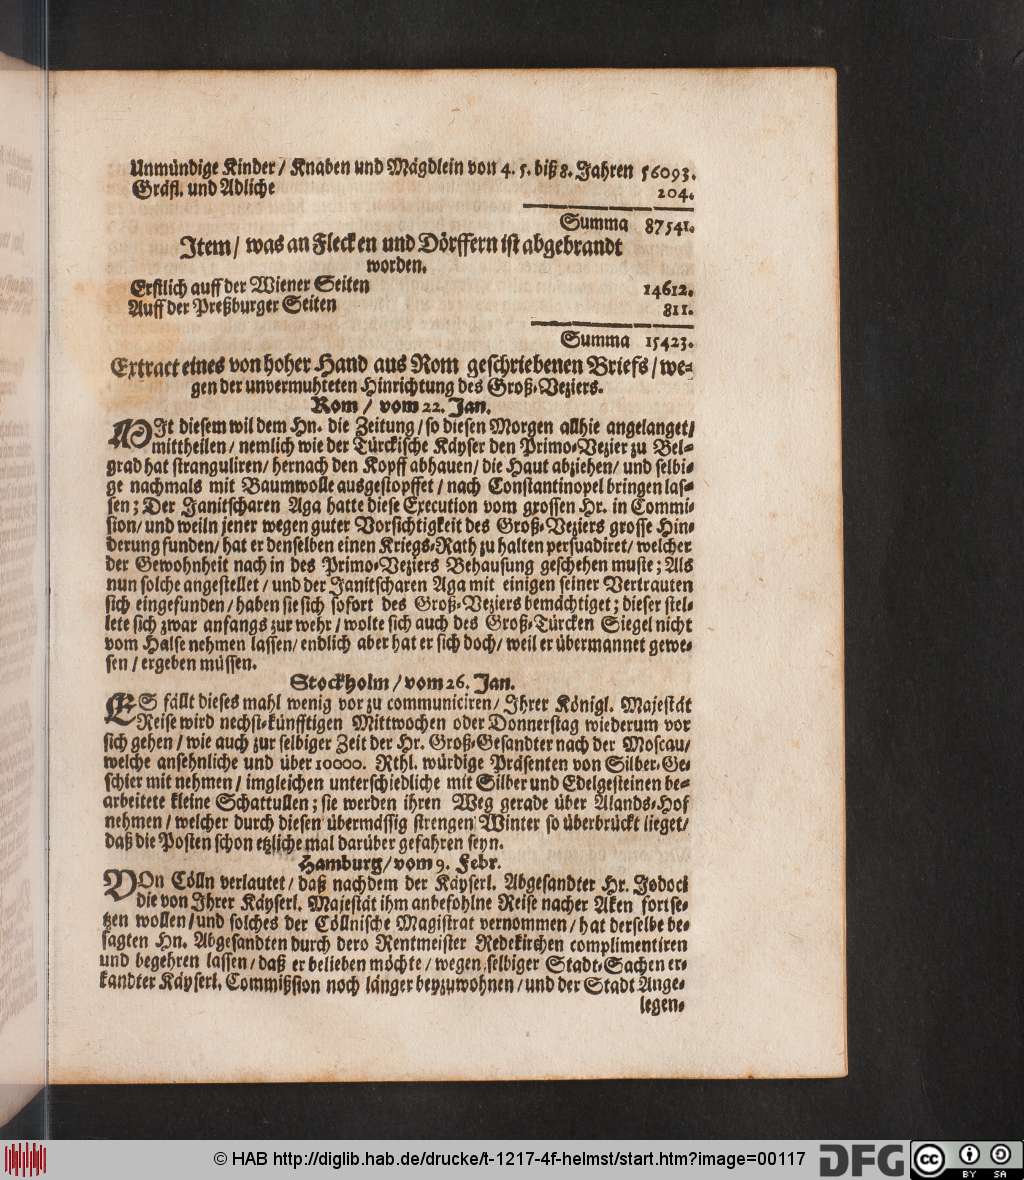 Unmündige Kinder / Knaben und Mägdlein von 4. 5. biß 8. Jahren 56093.
Gräfl. und Adliche 204.
Summa 87541.
Item / was an Flecken und Dörffern ist abgebrandt
worden.
Erstlich auff der Wiener Seiten 14612.
Auff der Preßburger Seiten 811.
Summa 15423.
Extract eines von hoher Hand aus Rom geschriebenen Briefs / we-
gen der unvermuhteten Hinrichtung des Groß-Veziers.
Rom / vom 22. Jan.
MIt diesem wil dem Hn. die Zeitung / so diesen Morgen allhie angelanget /
mittheilen / nemlich wie der Türckische Käyser den Primo-Vezier zu Bel-
grad hat stranguliren / hernach den Kopff abhauen / die Haut abziehen / und selbi-
ge nachmals mit Baumwolle ausgestopffet / nach Constantinopel bringen las-
sen; Der Janitscharen Aga hatte diese Execution vom grossen Hr. in Commi-
sion / und weiln jener wegen guter Vorsichtigkeit des Groß-Veziers grosse Hin-
derung funden / hat er denselben einen Kriegs-Rath zu halten persuadiret / welcher
der Gewohnheit nach in des Primo-Veziers Behausung geschehen muste; Als
nun solche angestellet / und der Janitscharen Aga mit einigen seiner Vertrauten
sich eingefunden / haben sie sich sofort des Groß-Veziers bemächtiget; dieser stel-
lete sich zwar anfangs zur wehr / wolte sich auch des Groß-Türcken Siegel nicht
vom Halse nehmen lassen / endlich aber hat er sich doch / weil er übermannet gewe-
sen / ergeben müssen.
Stockholm / vom 26. Jan.
ES fällt dieses mahl wenig vor zu communiciren / Ihrer Königl. Majestät
Reise wird nechst-künfftigen Mittwochen oder Donnerstag wiederum vor
sich gehen / wie auch zur selbiger Zeit der Hr. Groß-Gesandter nach der Moscau /
welche ansehnliche und über 10000. Rthl. würdige Präsenten von Silber-Ge-
schier mit nehmen / imgleichen unterschiedliche mit Silber und Edelgesteinen be-
arbeitete kleine Schattullen; sie werden ihren Weg gerade über Alands-Hof
nehmen / welcher durch diesen übermässig strengen Winter so überbrückt lieget /
daß die Posten schon etzliche mal darüber gefahren seyn.
Hamburg / vom 9. Febr.
VOn Cölln verlautet / daß nachdem der Käyserl. Abgesandter Hr. Jodoci
die von Ihrer Käyserl. Majestät ihm anbefohlne Reise nacher Aken fortse-
tzen wollen / und solches der Cöllnische Magistrat vernommen / hat derselbe be-
sagten Hn. Abgesandten durch dero Rentmeister Redekirchen complimentiren
und begehren lassen / daß er belieben möchte / wegen selbiger Stadt-Sachen er-
kandter Käyserl. Commißsion noch länger beyzuwohnen / und der Stadt Ange-
legen-
© HAB http://diglib.hab.de/drucke/t-1217-4f-helmst/start.htm?image=00117
DFG
cc BY SA